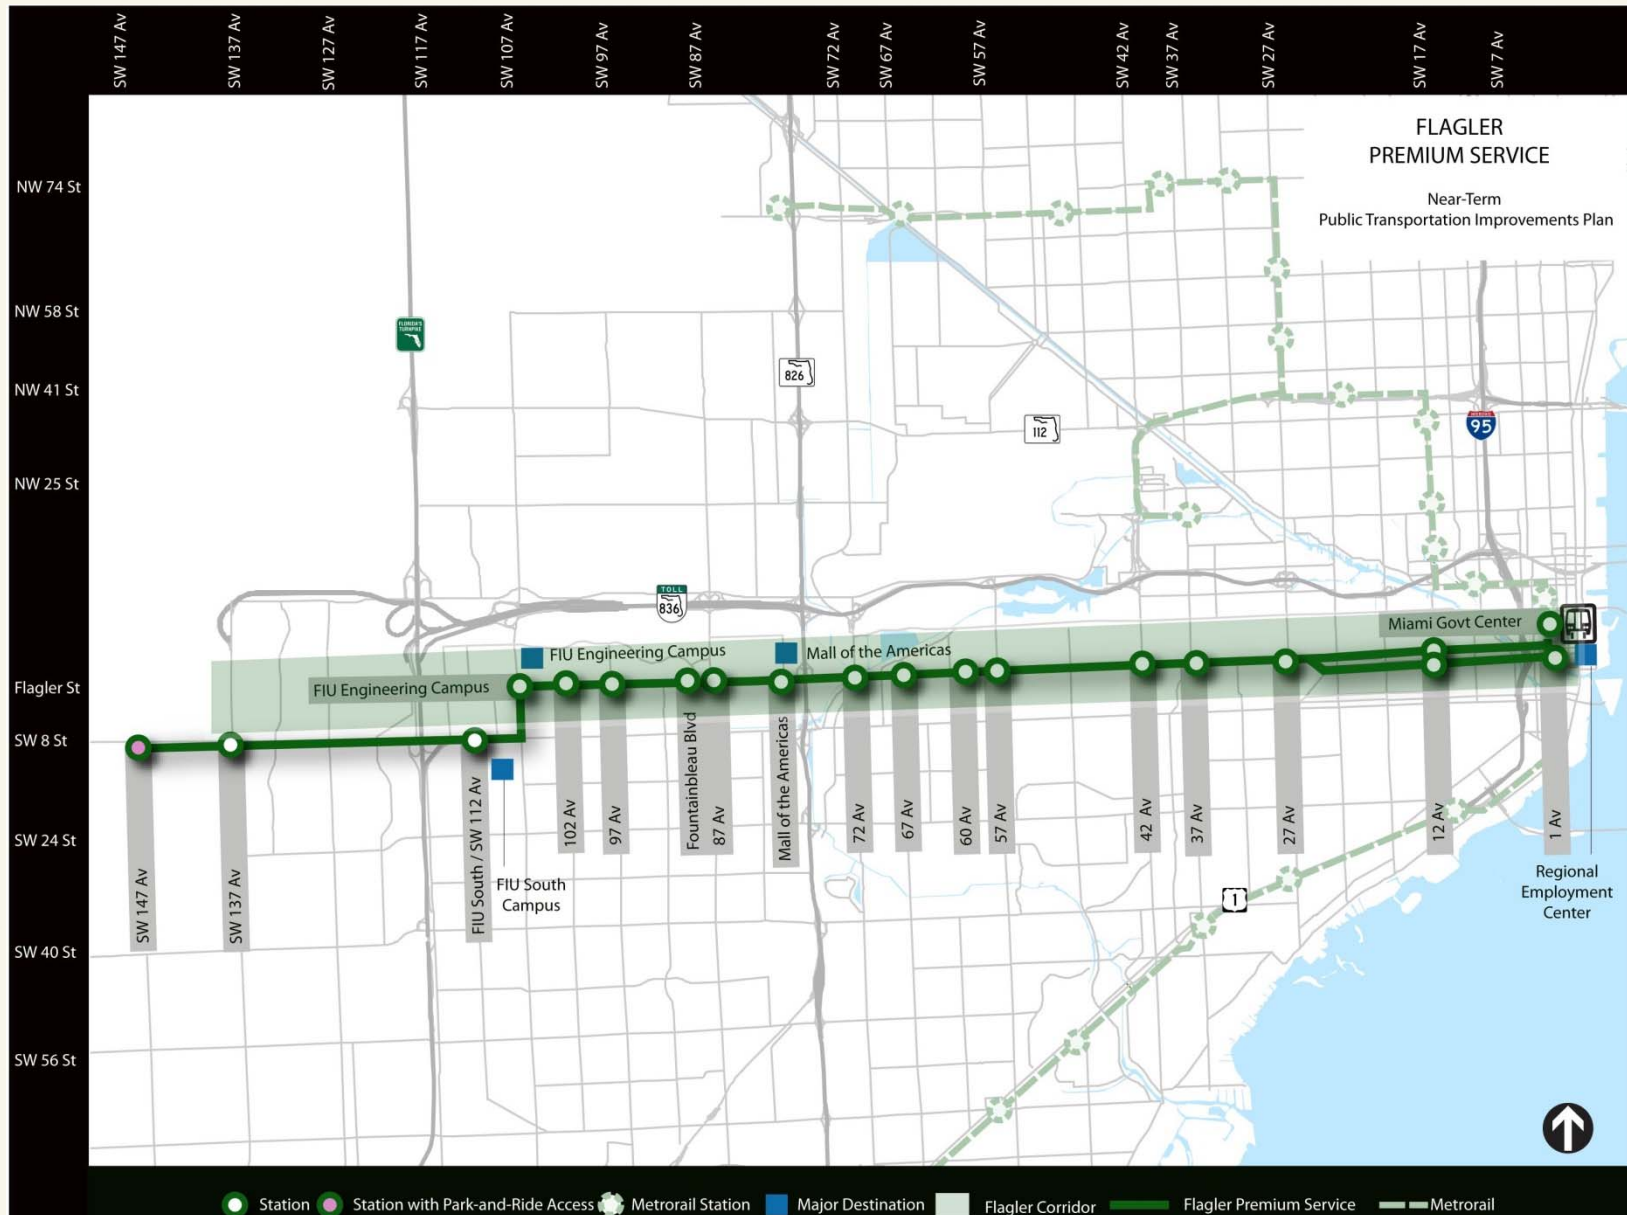 SW 147 Av
SW 137 Av
SW 127 Av
SW 117 Av
SW 107 Av
SW 97 Av
SW 87 Av
SW 72 Av
SW 67 Av
SW 57 Av
SW 42 Av
SW 37 Av
SW 27 Av
SW 17 Av
SW 7 Av
FLAGLER
PREMIUM SERVICE
Near-Term
Public Transportation Improvements Plan
NW 74 St
NW 58 St
NW 41 St
NW 25 St
Flagler St
SW 8 St
SW 24 St
SW 40 St
SW 56 St
FLORIDA'S
TURNPIKE
826
112
95
TOLL
836
1
Miami Govt Center
FIU Engineering Campus
Mall of the Americas
FIU Engineering Campus
SW 147 Av
SW 137 Av
FIU South / SW 112 Av
FIU South
Campus
102 Av
97 Av
Fountainbleau Blvd
87 Av
Mall of the Americas
72 Av
67 Av
60 Av
57 Av
42 Av
37 Av
27 Av
12 Av
1 Av
Regional
Employment
Center
Station
Station with Park-and-Ride Access
Metrorail Station
Major Destination
Flagler Corridor
Flagler Premium Service
Metrorail